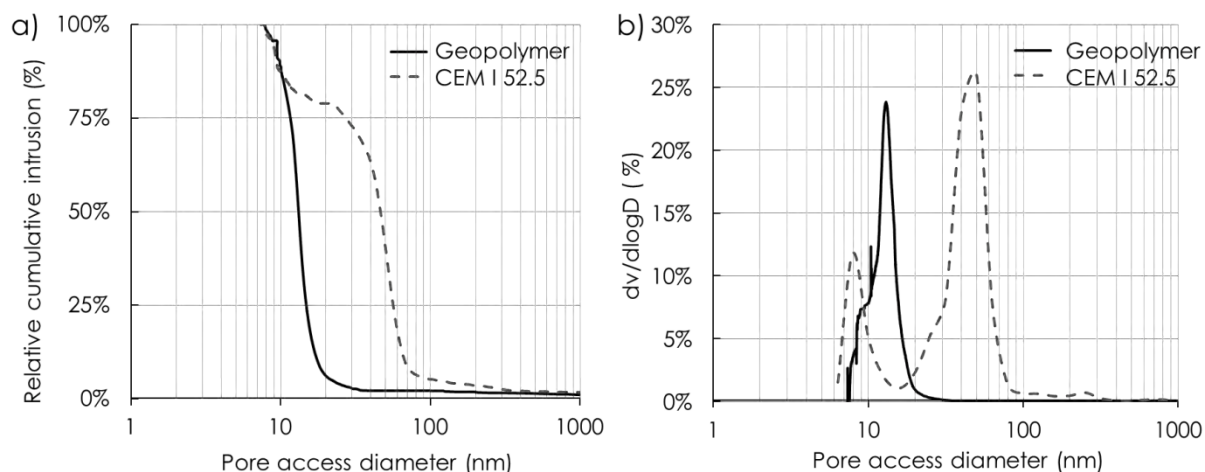 a)
Relative cumulative intrusion (%)
100%
75%
50%
25%
0%
Geopolymer
CEM I 52.5
1 10 100 1000
Pore access diameter (nm)
b)
dv/dlogD ( %)
30%
25%
20%
15%
10%
5%
0%
Geopolymer
CEM I 52.5
1 10 100 1000
Pore access diameter (nm)